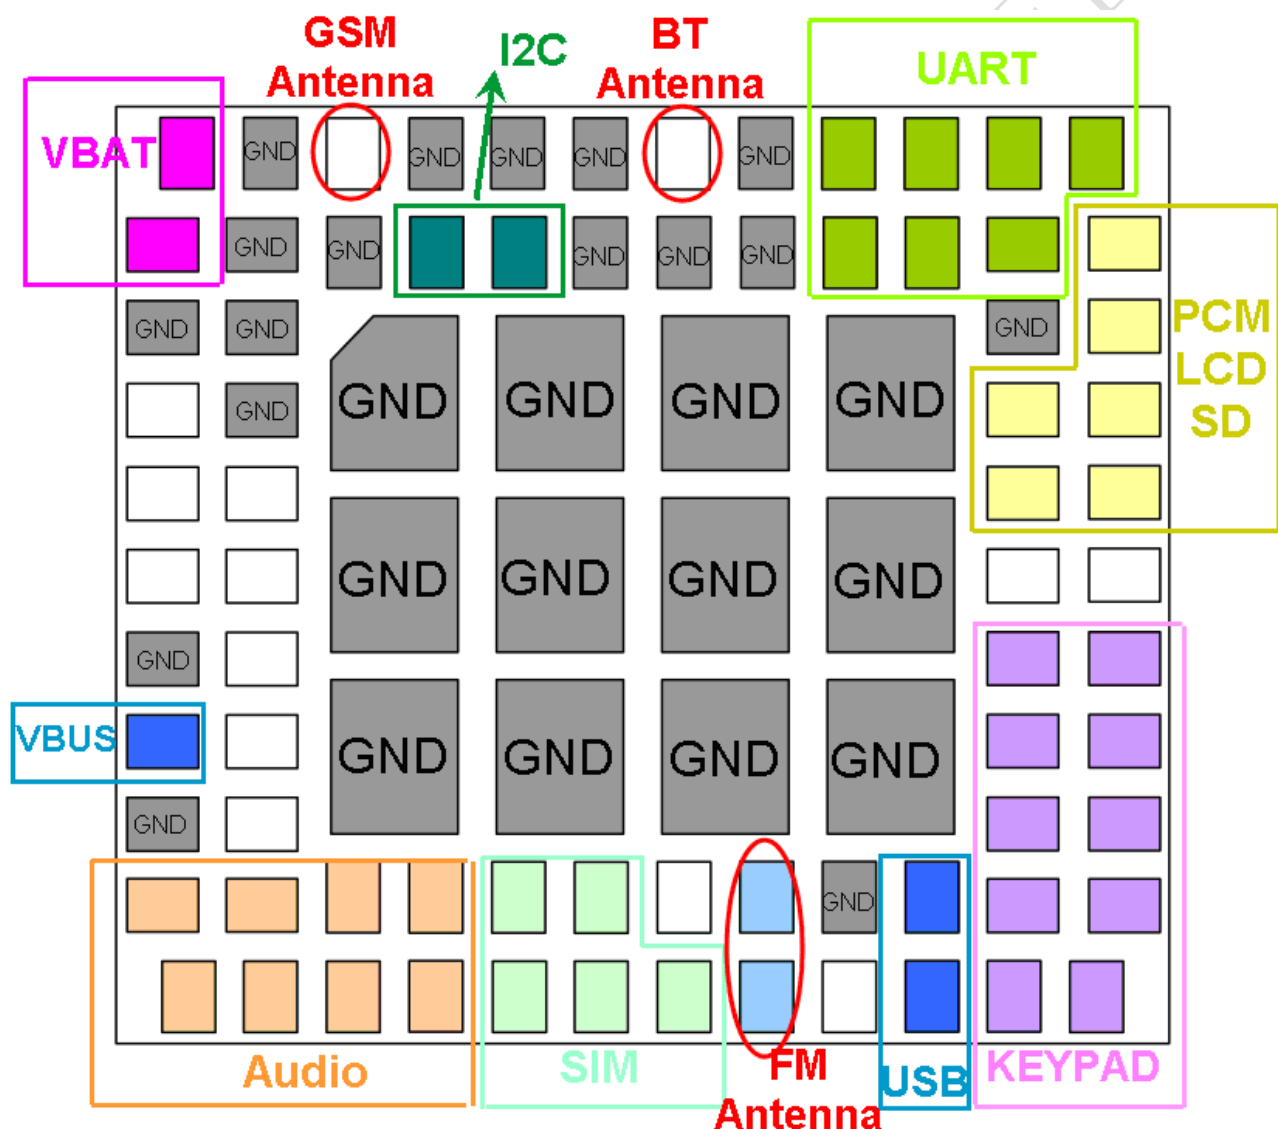 GSM
Antenna
I2C
BT
Antenna
UART
VBAT
GND GND GND GND GND
GND GND GND GND GND
PCM
LCD
SD
GND GND GND
GND
GND GND GND GND
GND GND GND GND
GND
VBUS
GND GND GND GND
GND
GND
Audio
SIM
FM
Antenna
USB
KEYPAD